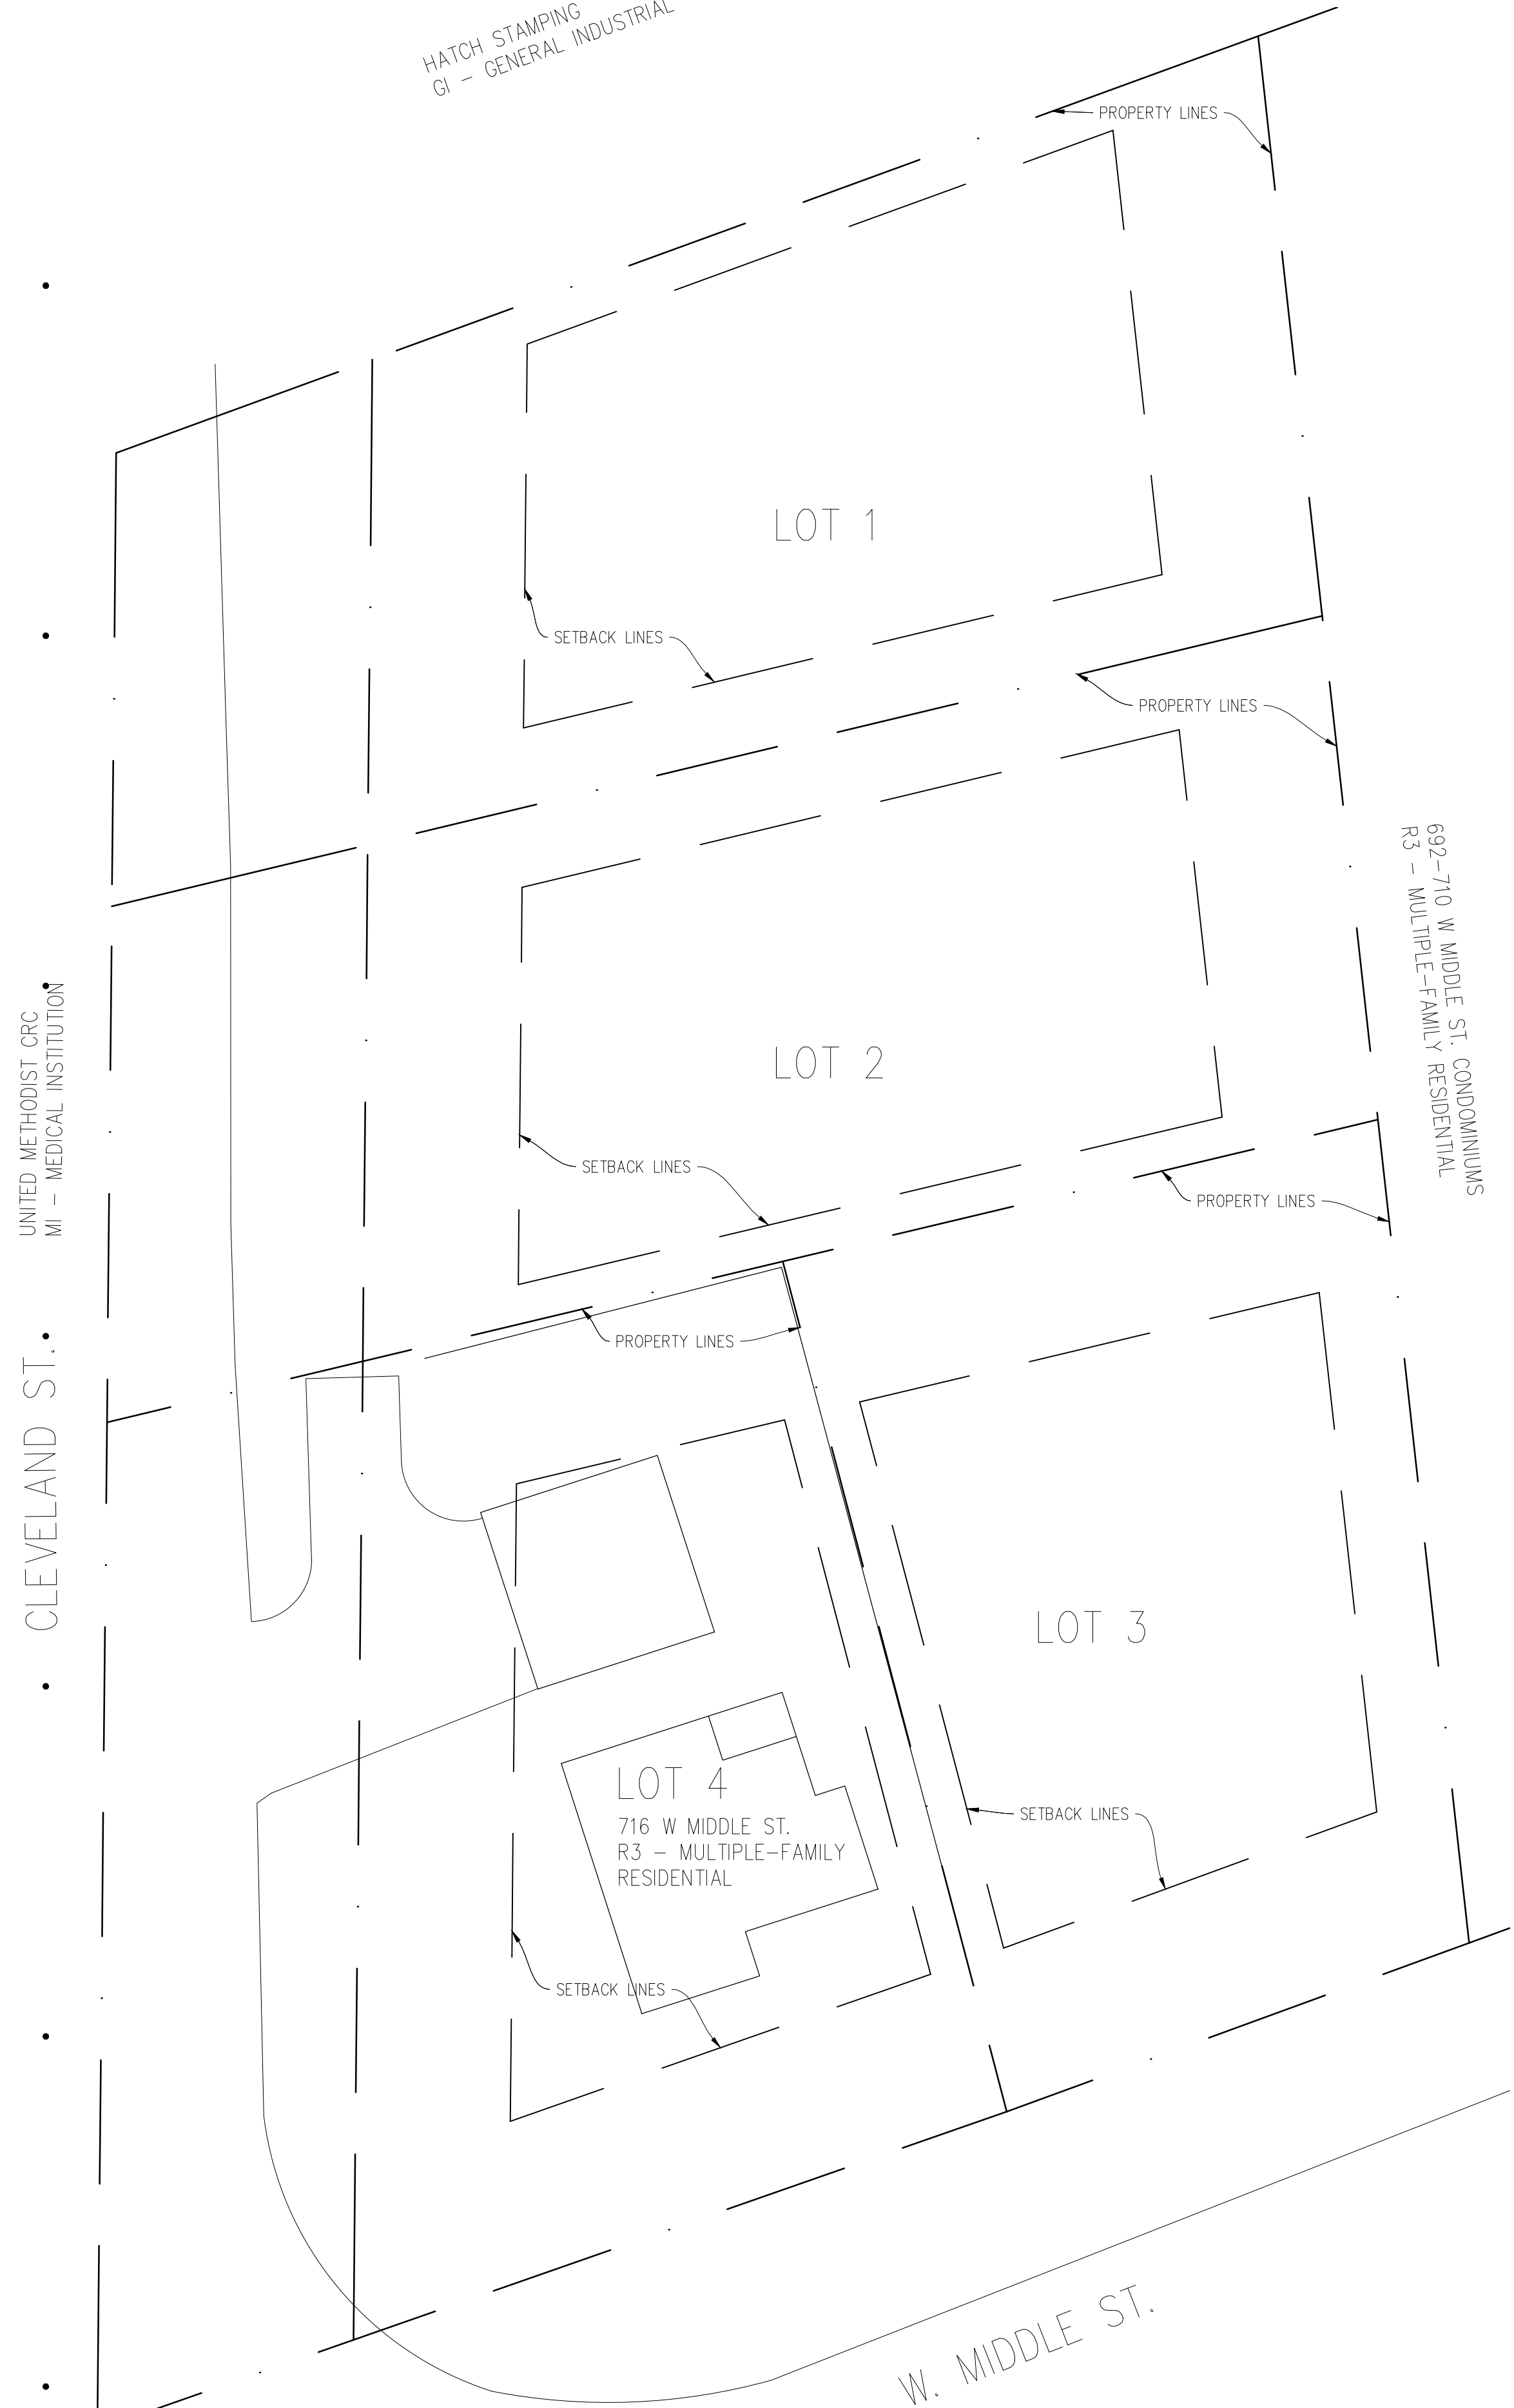 HATCH STAMPING
GI - GENERAL INDUSTRIAL
PROPERTY LINES
LOT 1
SETBACK LINES
PROPERTY LINES
692-710 W MIDDLE ST. CONDOMINIUMS
R3 - MULTIPLE-FAMILY RESIDENTIAL
UNITED METHODIST CRC
MI - MEDICAL INSTITUTION
LOT 2
SETBACK LINES
PROPERTY LINES
PROPERTY LINES
CLEVELAND ST.
LOT 3
LOT 4
716 W MIDDLE ST.
R3 - MULTIPLE-FAMILY
RESIDENTIAL
SETBACK LINES
SETBACK LINES
W. MIDDLE ST.